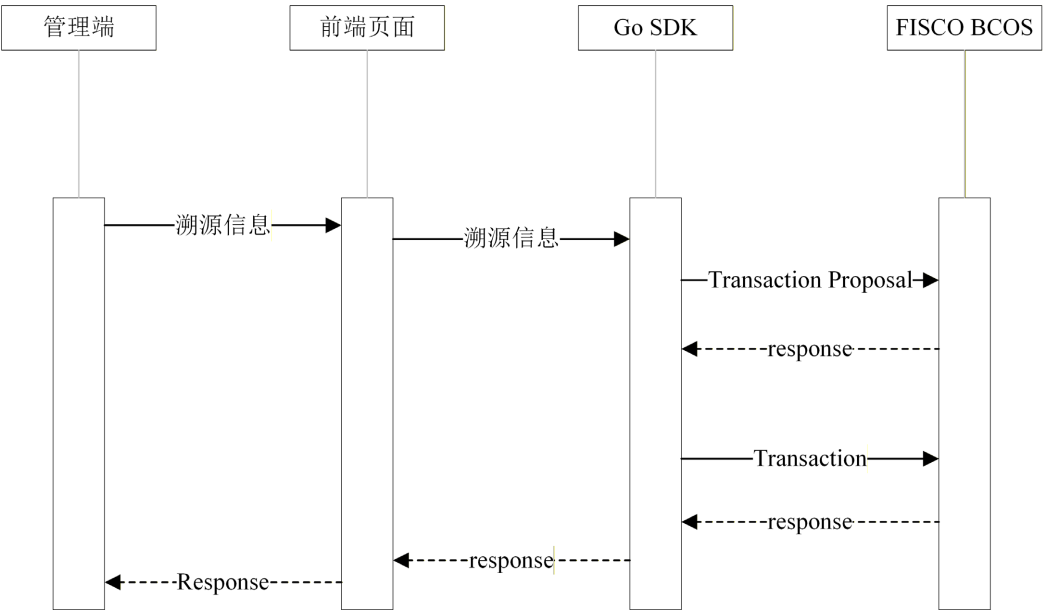 管理端
前端页面
Go SDK
FISCO BCOS
溯源信息
溯源信息
Transaction Proposal
response
Transaction
response
response
Response